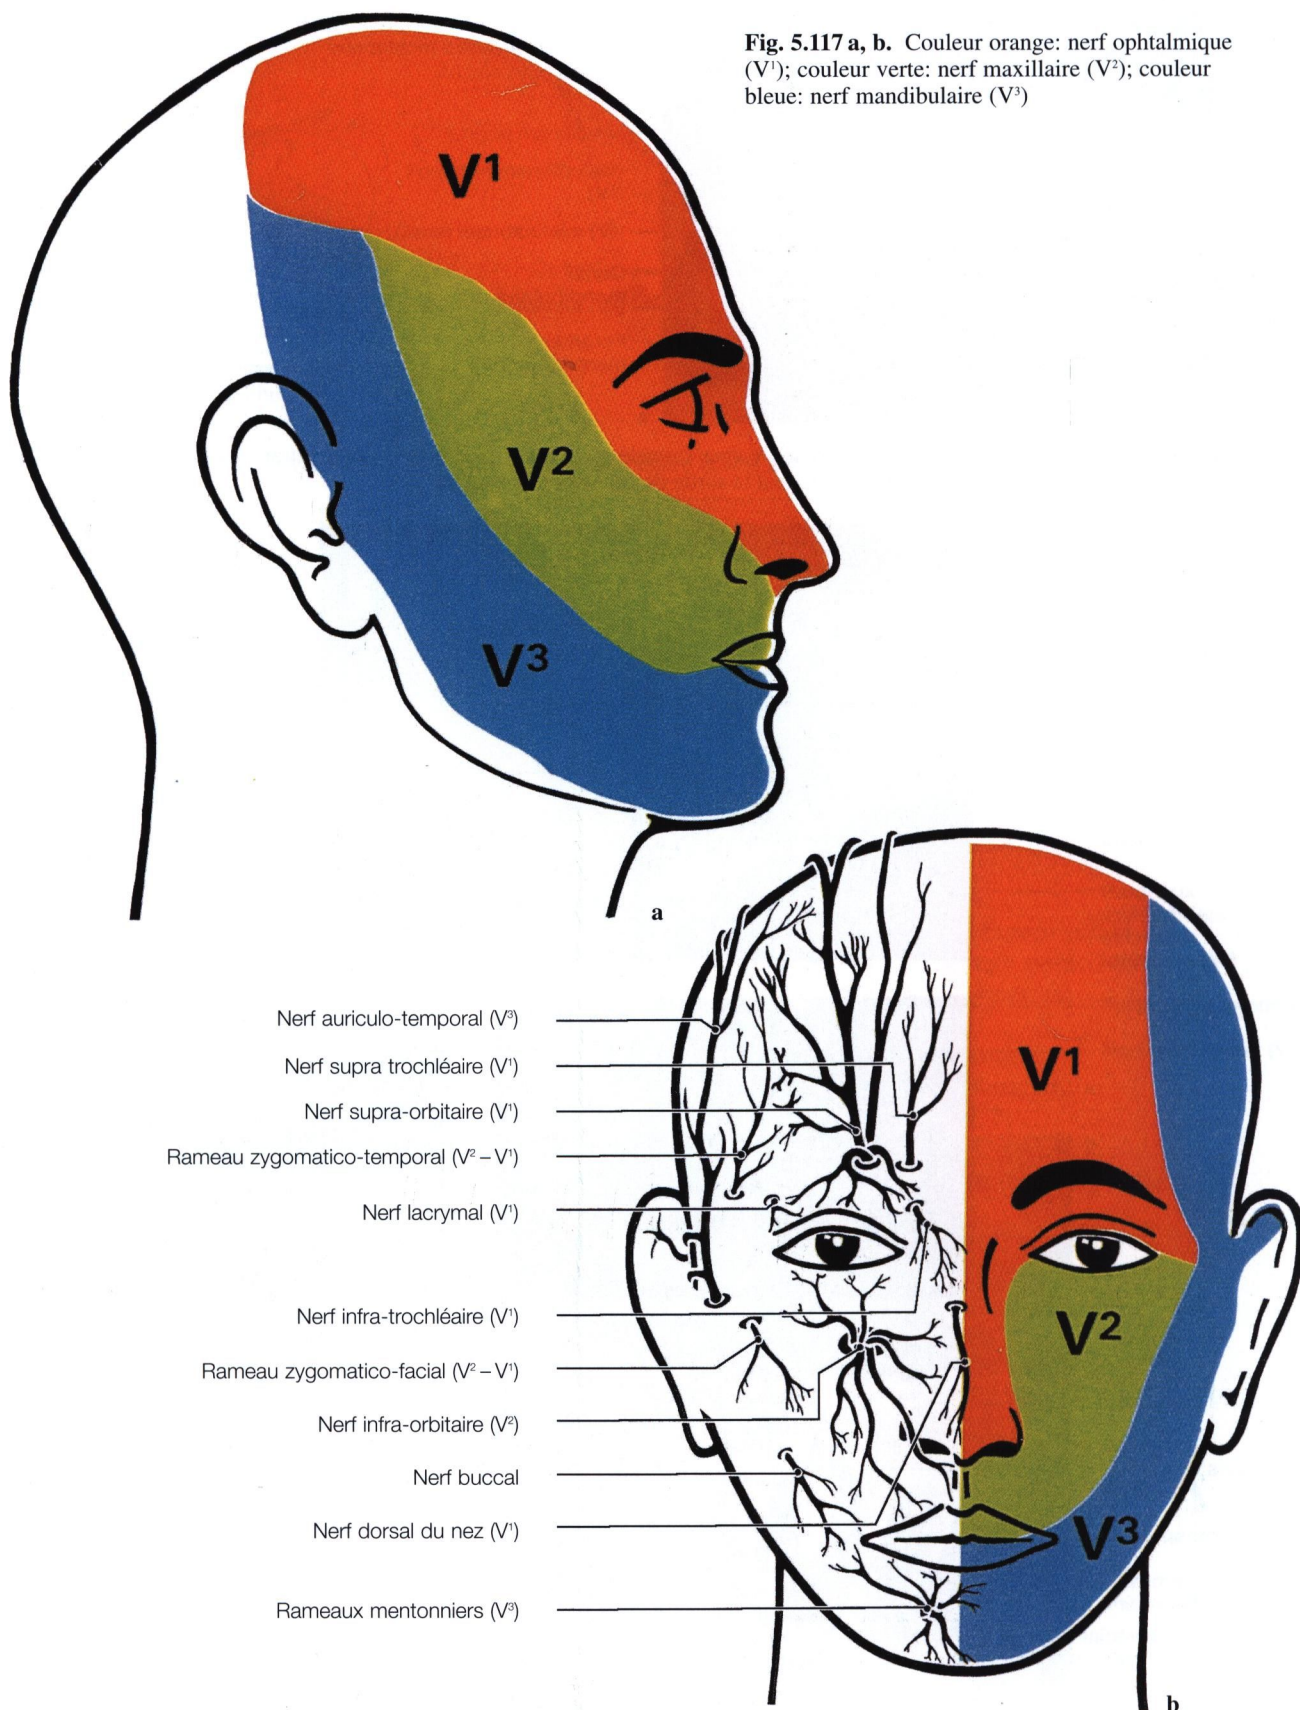 Fig. 5.117 a, b. Couleur orange: nerf ophtalmique
(V¹); couleur verte: nerf maxillaire (V²); couleur
bleue: nerf mandibulaire (V³)
V¹
V²
V³
a
Nerf auriculo-temporal (V³)
Nerf supra trochléaire (V¹)
Nerf supra-orbitaire (V¹)
Rameau zygomatico-temporal (V² – V¹)
Nerf lacrymal (V¹)
Nerf infra-trochléaire (V¹)
Rameau zygomatico-facial (V² – V¹)
Nerf infra-orbitaire (V²)
Nerf buccal
Nerf dorsal du nez (V¹)
Rameaux mentonniers (V³)
V¹
V²
V³
b